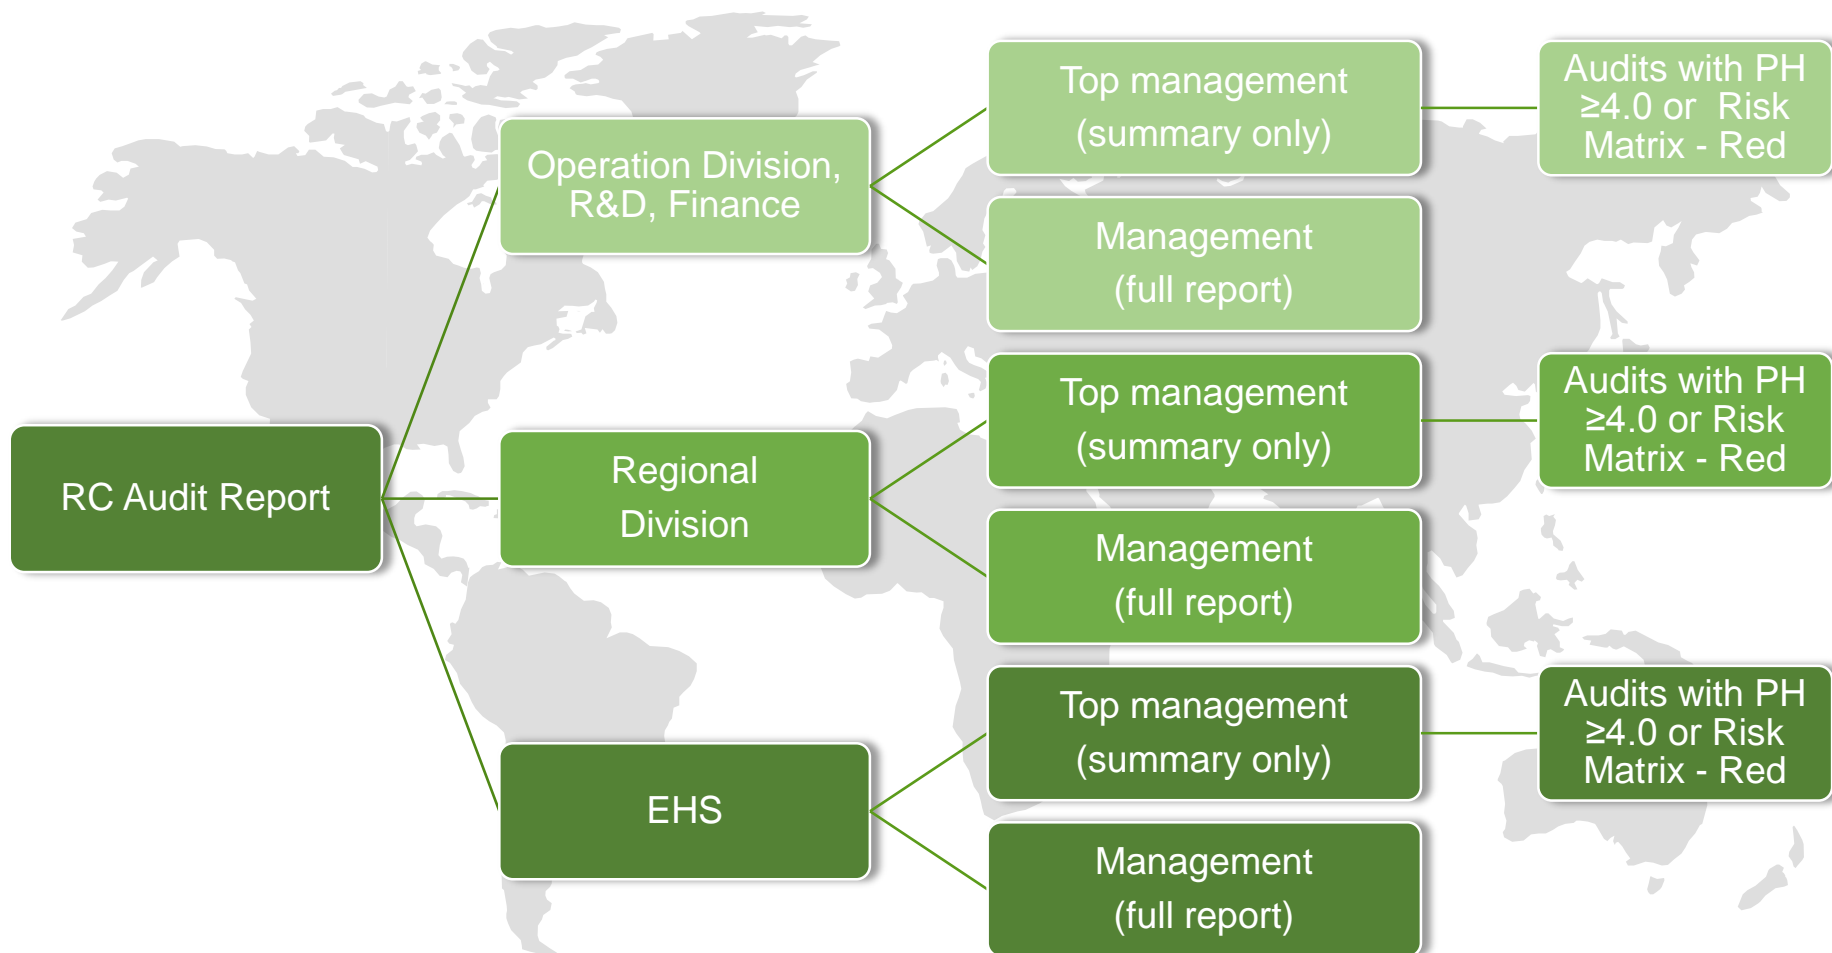 RC Audit Report
Operation Division,
R&D, Finance
Top management
(summary only)
Audits with PH
≥4.0 or  Risk
Matrix - Red
Management
(full report)
Regional
Division
Top management
(summary only)
Audits with PH
≥4.0 or Risk
Matrix - Red
Management
(full report)
EHS
Top management
(summary only)
Audits with PH
≥4.0 or Risk
Matrix - Red
Management
(full report)